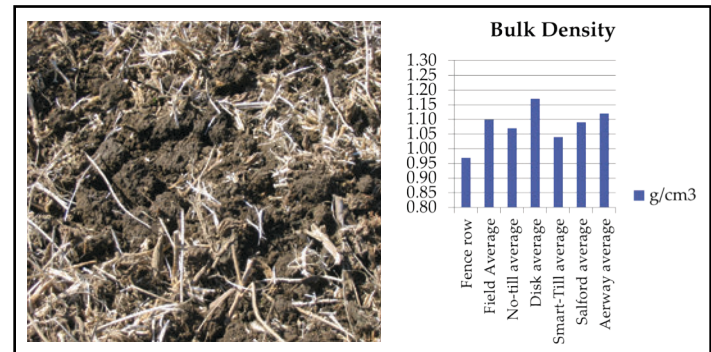 Bulk Density
1.30
1.25
1.20
1.15
1.10
1.05
1.00
0.95
0.90
0.85
0.80
g/cm3
Fence row
Field Average
No-till average
Disk average
Smart-Till average
Salford average
Aerway average